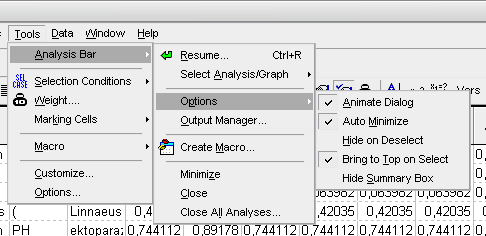 Tools Data Window Help
Analysis Bar
SEL CASE Selection Conditions
Weight....
Marking Cells
Macro
Customize...
Options...
Resume... Ctrl+R
Select Analysis/Graph
Options
Output Manager...
Create Macro...
Minimize
Close
Close All Analyses...
Animate Dialog
Auto Minimize
Hide on Deselect
Bring to Top on Select
Hide Summary Box
Vars
063982 063982 063982
( Linnaeus 0,4 ,42035 0,42035 0,42035
PH ektopara; 0,744112 0,89178 0,744112 0,744112 0,744112 0,744112